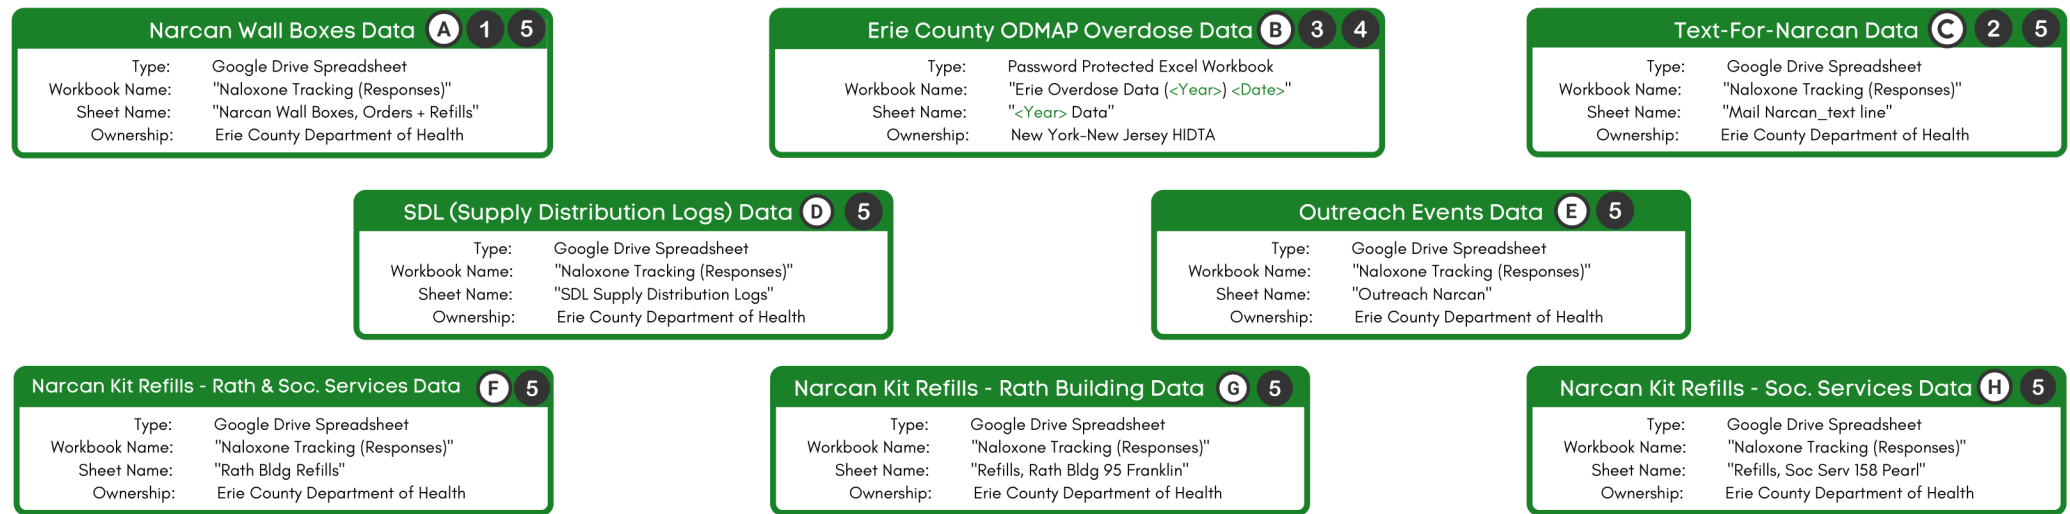 Narcan Wall Boxes Data A 1 5
Type: Google Drive Spreadsheet
Workbook Name: "Naloxone Tracking (Responses)"
Sheet Name: "Narcan Wall Boxes, Orders + Refills"
Ownership: Erie County Department of Health
Erie County ODMAP Overdose Data B 3 4
Type: Password Protected Excel Workbook
Workbook Name: "Erie Overdose Data (<Year>) <Date>"
Sheet Name: "<Year> Data"
Ownership: New York-New Jersey HIDTA
Text-For-Narcan Data C 2 5
Type: Google Drive Spreadsheet
Workbook Name: "Naloxone Tracking (Responses)"
Sheet Name: "Mail Narcan_text line"
Ownership: Erie County Department of Health
SDL (Supply Distribution Logs) Data D 5
Type: Google Drive Spreadsheet
Workbook Name: "Naloxone Tracking (Responses)"
Sheet Name: "SDL Supply Distribution Logs"
Ownership: Erie County Department of Health
Outreach Events Data E 5
Type: Google Drive Spreadsheet
Workbook Name: "Naloxone Tracking (Responses)"
Sheet Name: "Outreach Narcan"
Ownership: Erie County Department of Health
Narcan Kit Refills - Rath & Soc. Services Data F 5
Type: Google Drive Spreadsheet
Workbook Name: "Naloxone Tracking (Responses)"
Sheet Name: "Rath Bldg Refills"
Ownership: Erie County Department of Health
Narcan Kit Refills - Rath Building Data G 5
Type: Google Drive Spreadsheet
Workbook Name: "Naloxone Tracking (Responses)"
Sheet Name: "Refills, Rath Bldg 95 Franklin"
Ownership: Erie County Department of Health
Narcan Kit Refills - Soc. Services Data H 5
Type: Google Drive Spreadsheet
Workbook Name: "Naloxone Tracking (Responses)"
Sheet Name: "Refills, Soc Serv 158 Pearl"
Ownership: Erie County Department of Health